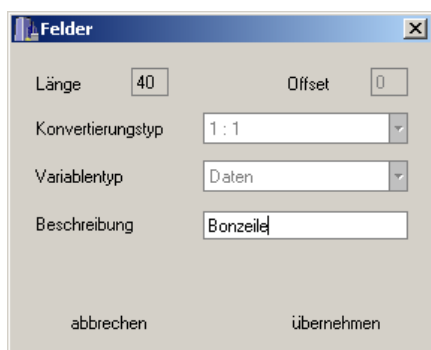 Felder
Länge 40 Offset 0
Konvertierungstyp 1 : 1
Variablentyp Daten
Beschreibung Bonzeile
abbrechen übernehmen